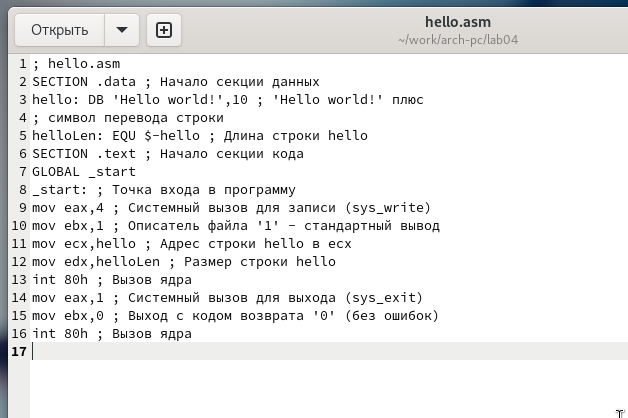 Открыть
hello.asm
~/work/arch-pc/lab04
1 ; hello.asm
2 SECTION .data ; Начало секции данных
3 hello: DB 'Hello world!',10 ; 'Hello world!' плюс
4 ; символ перевода строки
5 helloLen: EQU $-hello ; Длина строки hello
6 SECTION .text ; Начало секции кода
7 GLOBAL _start
8 _start: ; Точка входа в программу
9 mov eax,4 ; Системный вызов для записи (sys_write)
10 mov ebx,1 ; Описатель файла '1' - стандартный вывод
11 mov ecx,hello ; Адрес строки hello в ecx
12 mov edx,helloLen ; Размер строки hello
13 int 80h ; Вызов ядра
14 mov eax,1 ; Системный вызов для выхода (sys_exit)
15 mov ebx,0 ; Выход с кодом возврата '0' (без ошибок)
16 int 80h ; Вызов ядра
17